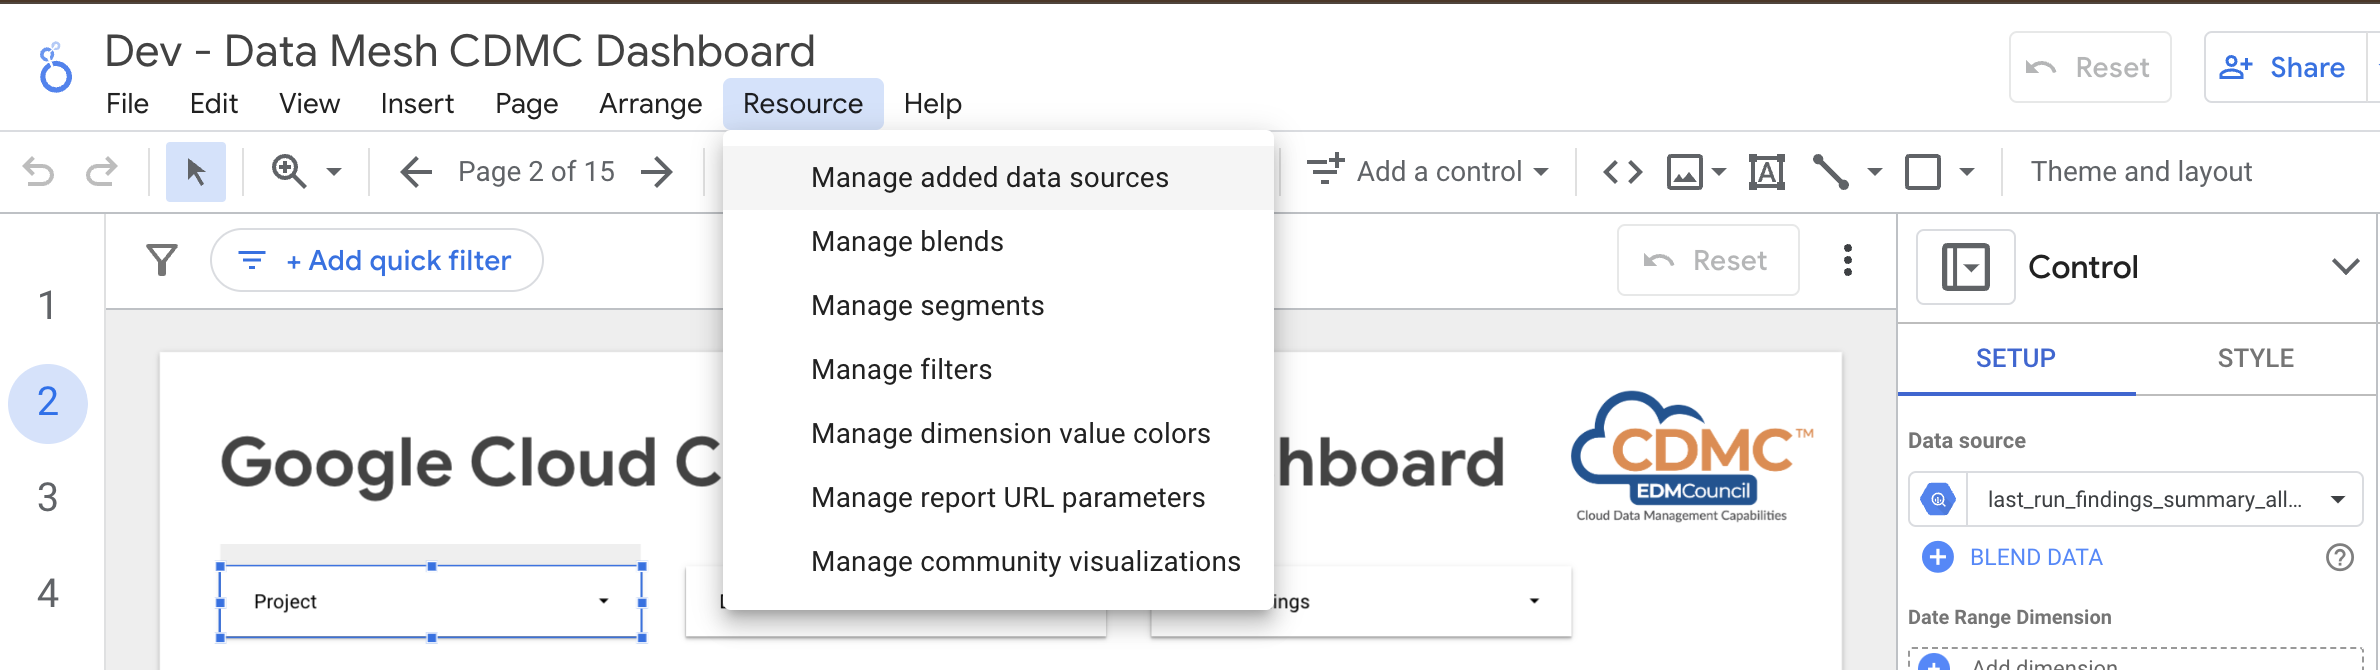 Dev - Data Mesh CDMC Dashboard
Reset
Share
File Edit View Insert Page Arrange Resource Help
Page 2 of 15
Add a control
Theme and layout
Manage added data sources
Manage blends
Manage segments
Manage filters
Manage dimension value colors
Manage report URL parameters
Manage community visualizations
+ Add quick filter
Reset
1
2
3
4
Google Cloud C
hboard
CDMC™
EDMCouncil
Cloud Data Management Capabilities
Project
ings
Control
SETUP STYLE
Data source
last_run_findings_summary_all...
BLEND DATA
Date Range Dimension
Add dimension